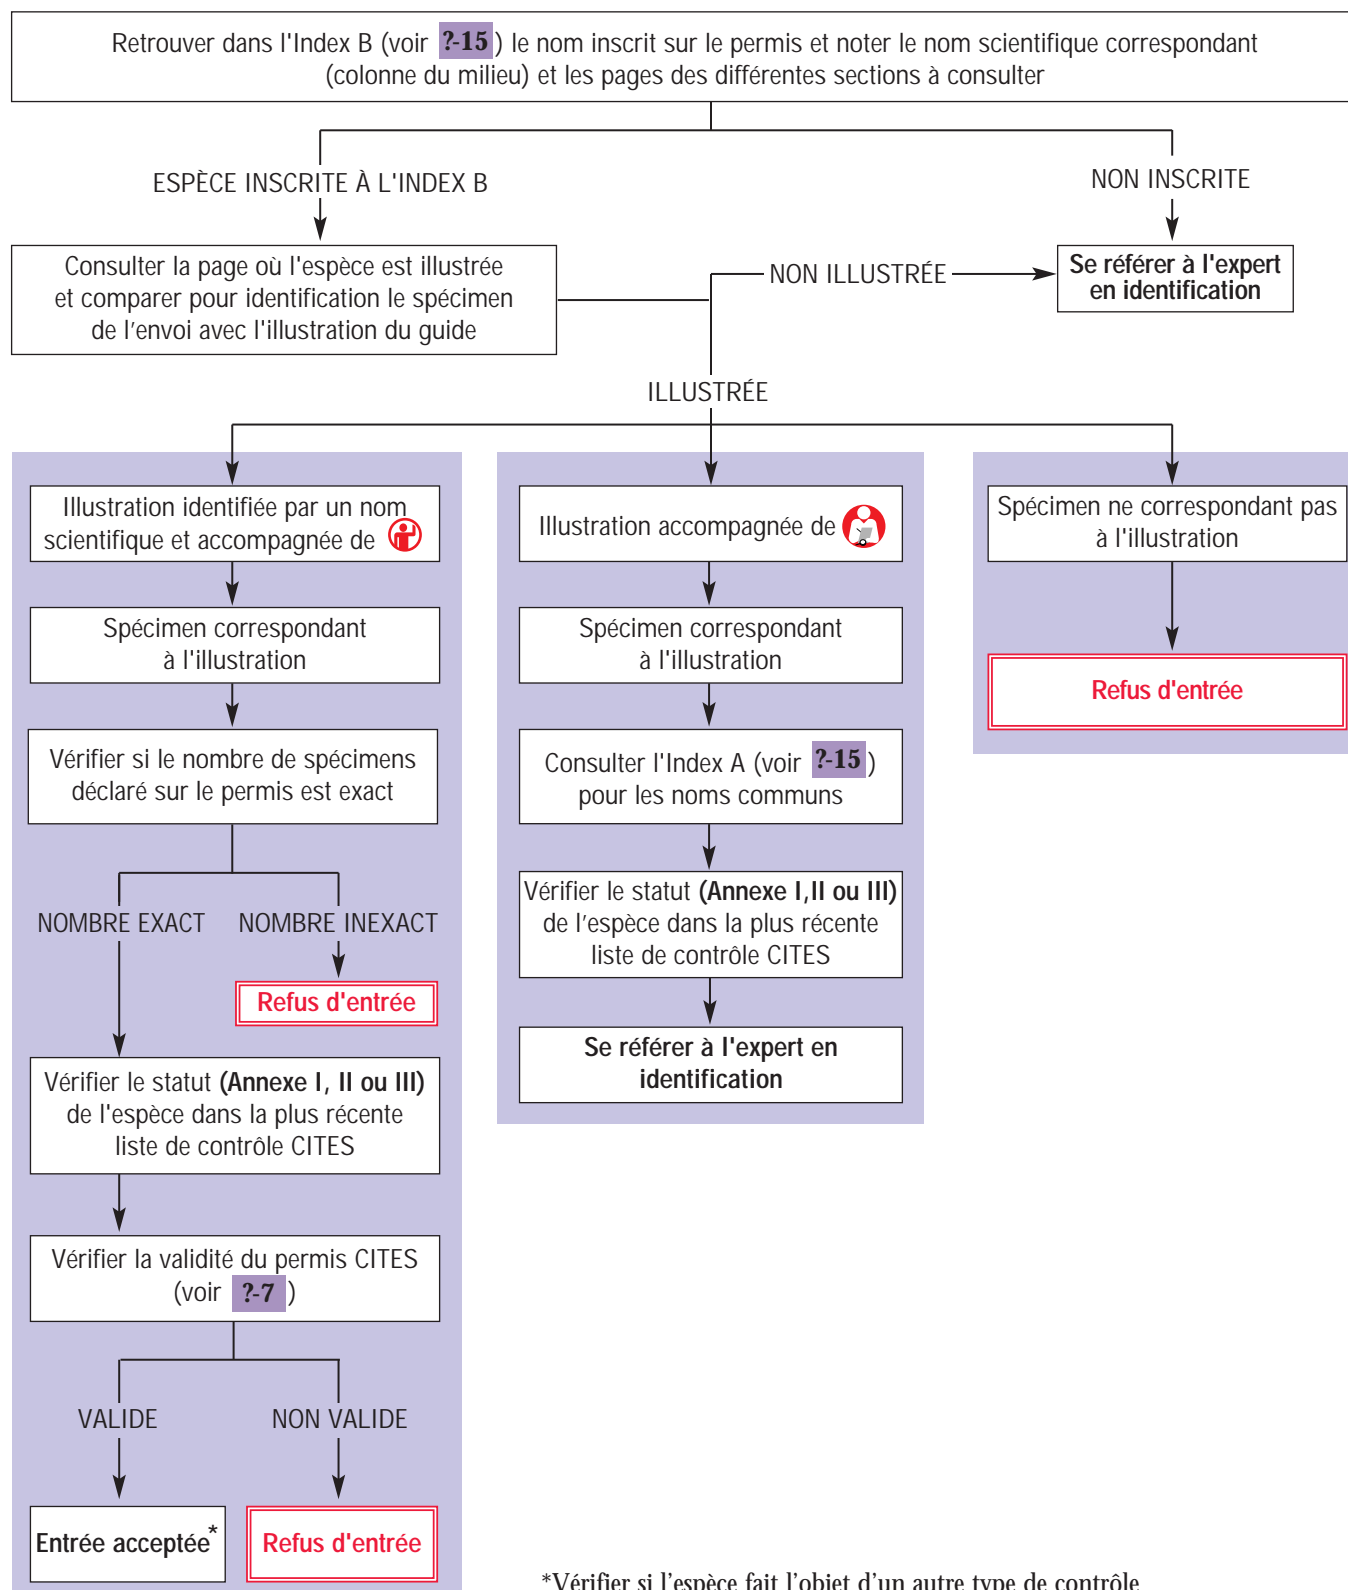 Retrouver dans l'Index B (voir ?-15 ) le nom inscrit sur le permis et noter le nom scientifique correspondant
(colonne du milieu) et les pages des différentes sections à consulter
ESPÈCE INSCRITE À L'INDEX B
NON INSCRITE
Consulter la page où l'espèce est illustrée
et comparer pour identification le spécimen
de l'envoi avec l'illustration du guide
NON ILLUSTRÉE
Se référer à l'expert
en identification
ILLUSTRÉE
Illustration identifiée par un nom
scientifique et accompagnée de
Spécimen correspondant
à l'illustration
Vérifier si le nombre de spécimens
déclaré sur le permis est exact
NOMBRE EXACT
NOMBRE INEXACT
Refus d'entrée
Vérifier le statut (Annexe I, II ou III)
de l'espèce dans la plus récente
liste de contrôle CITES
Vérifier la validité du permis CITES
(voir ?-7 )
VALIDE
NON VALIDE
Entrée acceptée*
Refus d'entrée
Illustration accompagnée de
Spécimen correspondant
à l'illustration
Consulter l'Index A (voir ?-15 )
pour les noms communs
Vérifier le statut (Annexe I,II ou III)
de l'espèce dans la plus récente
liste de contrôle CITES
Se référer à l'expert en
identification
Spécimen ne correspondant pas
à l'illustration
Refus d'entrée
*Vérifier si l'espèce fait l'objet d'un autre type de contrôle